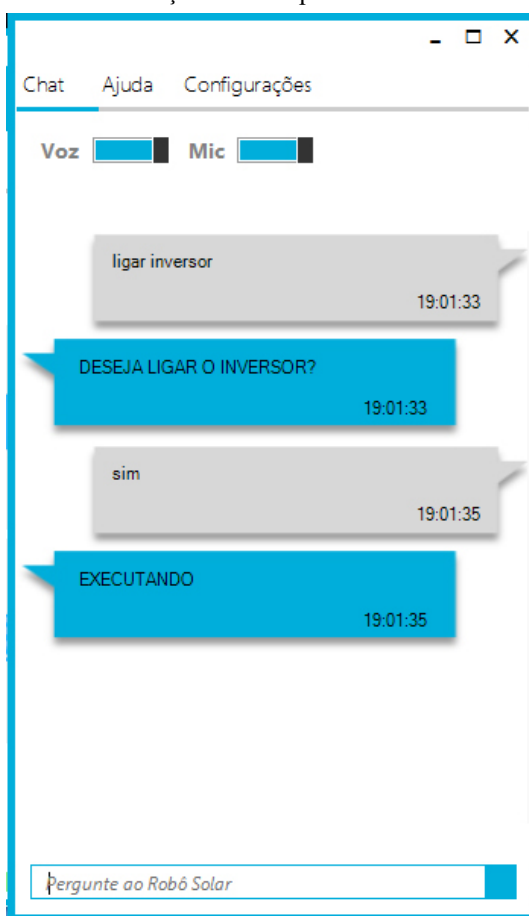 Chat Ajuda Configurações
Voz Mic
ligar inversor
19:01:33
DESEJA LIGAR O INVERSOR?
19:01:33
sim
19:01:35
EXECUTANDO
19:01:35
Pergunte ao Robô Solar